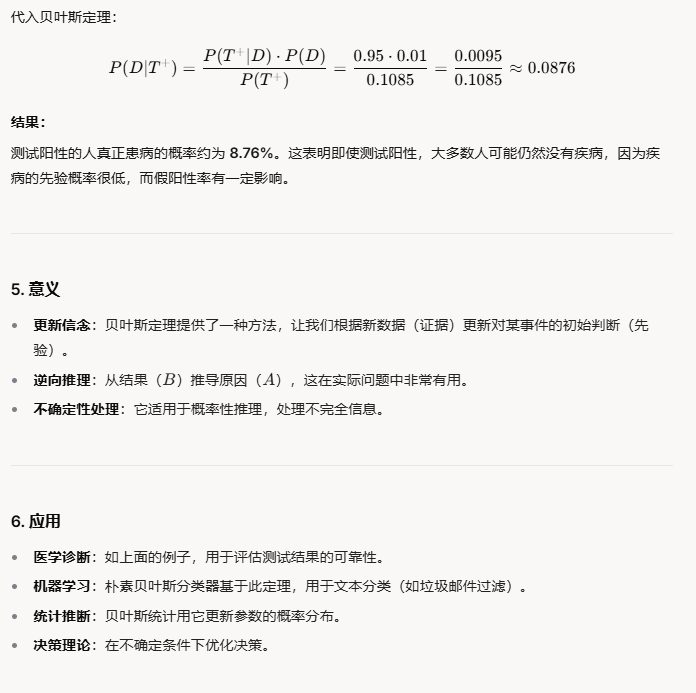 代入贝叶斯定理：
P(D|T⁺) = P(T⁺|D) · P(D) / P(T⁺) = 0.95 · 0.01 / 0.1085 = 0.0095 / 0.1085 ≈ 0.0876
结果：
测试阳性的人真正患病的概率约为 8.76%。这表明即使测试阳性，大多数人可能仍然没有疾病，因为疾
病的先验概率很低，而假阳性率有一定影响。
5. 意义
• 更新信念：贝叶斯定理提供了一种方法，让我们根据新数据（证据）更新对某事件的初始判断（先
验）。
• 逆向推理：从结果（B）推导原因（A），这在实际问题中非常有用。
• 不确定性处理：它适用于概率性推理，处理不完全信息。
6. 应用
• 医学诊断：如上面的例子，用于评估测试结果的可靠性。
• 机器学习：朴素贝叶斯分类器基于此定理，用于文本分类（如垃圾邮件过滤）。
• 统计推断：贝叶斯统计用它更新参数的概率分布。
• 决策理论：在不确定条件下优化决策。